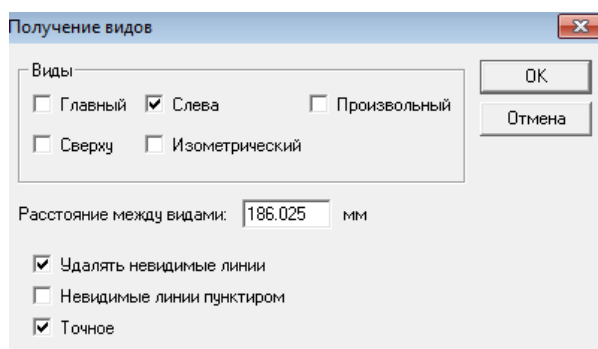 Получение видов
Виды
Главный Слева Произвольный
Сверху Изометрический
OK
Отмена
Расстояние между видами: 186.025 мм
Удалять невидимые линии
Невидимые линии пунктиром
Точное